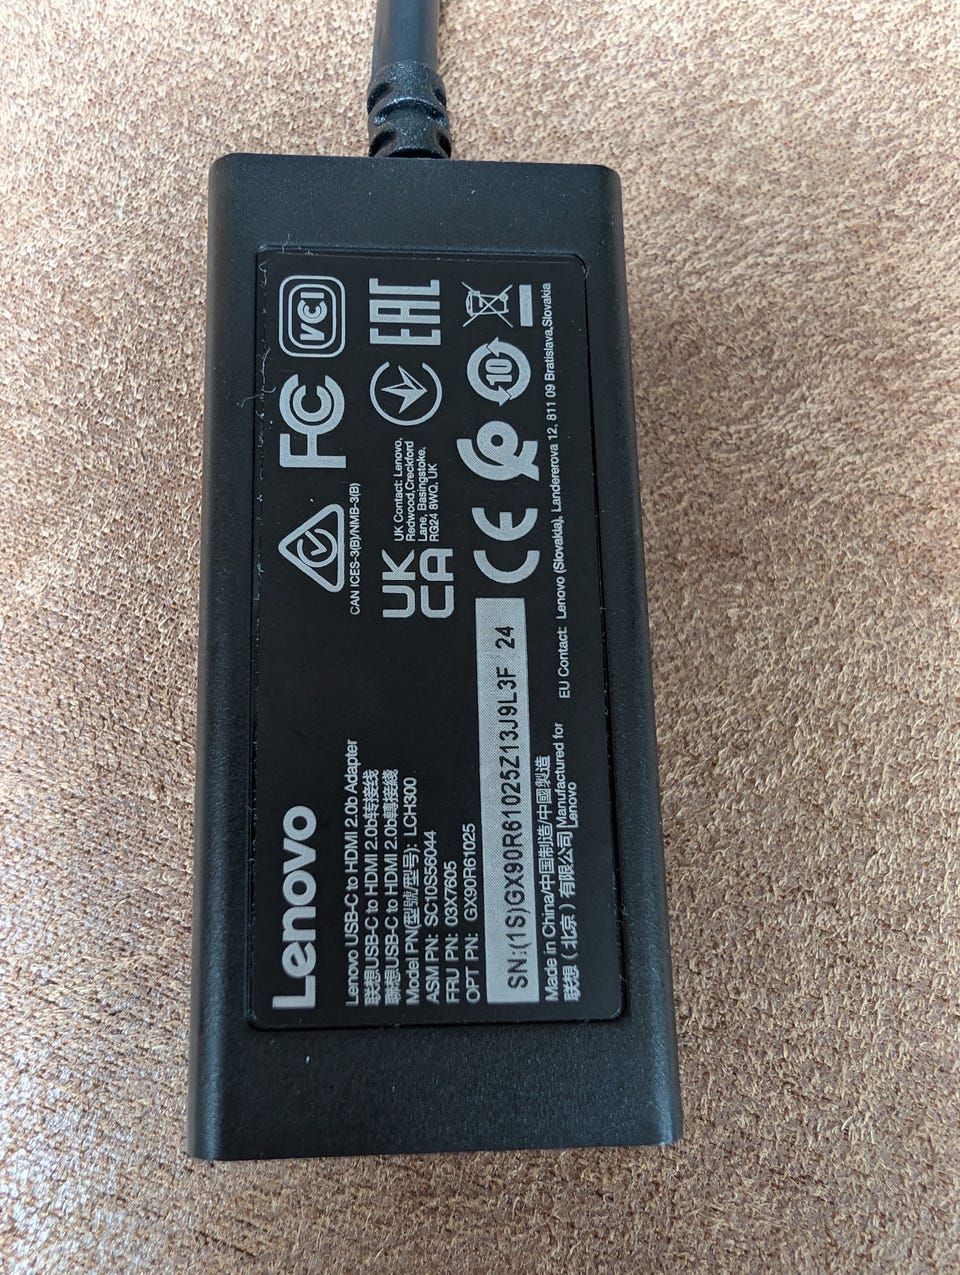 Lenovo
Lenovo USB-C to HDMI 2.0b Adapter
联想USB-C to HDMI 2.0b转接线
聯想USB-C to HDMI 2.0b轉接線
Model PN(型號/型号): LCH300
ASM PN: SC10S56044
FRU PN: 03X7605
OPT PN: GX90R61025
SN:(1S)GX90R61025Z13J9L3F 24
Made in China/中国制造/中國製造
联想（北京）有限公司
Manufactured for
Lenovo
CAN ICES-3(B)/NMB-3(B)
FC
VCI
UK
CA
UK Contact: Lenovo,
Redwood,Creckford
Lane, Basingstoke,
RG24 8WQ, UK
EAC
CE
10
EU Contact: Lenovo (Slovakia), Landererova 12, 811 09 Bratislava,Slovakia